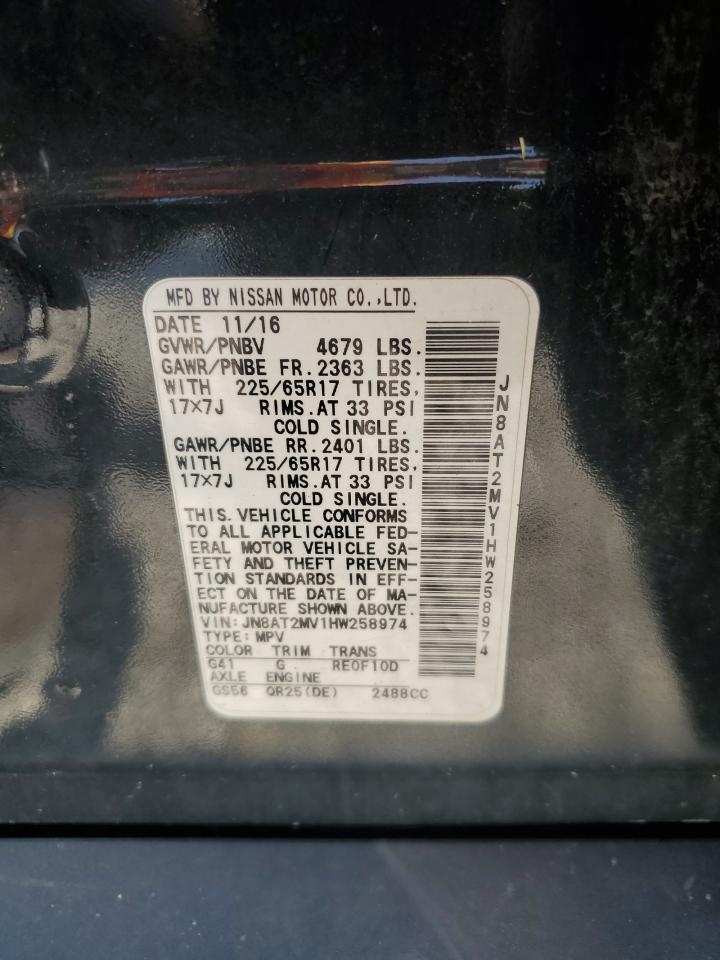 MFD BY NISSAN MOTOR CO.,LTD.
DATE 11/16
GVWR/PNBV 4679 LBS.
GAWR/PNBE FR. 2363 LBS.
WITH 225/65R17 TIRES,
17×7J RIMS. AT 33 PSI
COLD SINGLE.
GAWR/PNBE RR. 2401 LBS.
WITH 225/65R17 TIRES,
17×7J RIMS. AT 33 PSI
COLD SINGLE.
THIS. VEHICLE CONFORMS
TO ALL APPLICABLE FED-
ERAL MOTOR VEHICLE SA-
FETY AND THEFT PREVEN-
TION STANDARDS IN EFF-
ECT ON THE DATE OF MA-
NUFACTURE SHOWN ABOVE.
VIN:JN8AT2MV1HW258974
TYPE: MPV
COLOR TRIM TRANS
G41 G RE0F10D
AXLE ENGINE
GS56 QR25(DE) 2488CC
JN8AT2MV1HW258974